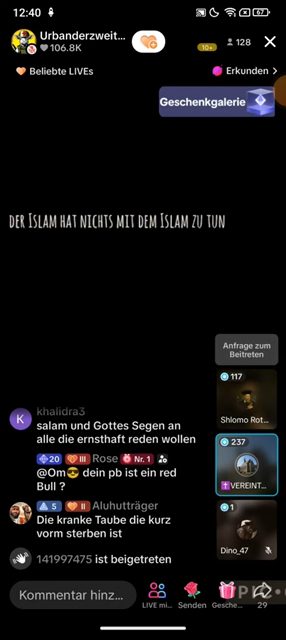 12:40
67
Urbanderzweit...
106.8K
10+
128
Beliebte LIVEs
Erkunden
Geschenkgalerie
DER ISLAM HAT NICHTS MIT DEM ISLAM ZU TUN
Anfrage zum
Beitreten
117
Shlomo Rot...
237
VEREINT...
1
Dino_47
khalidra3
salam und Gottes Segen an
alle die ernsthaft reden wollen
20 III Rose Nr. 1
@Om😎 dein pb ist ein red
Bull ?
5 II Aluhutträger
Die kranke Taube die kurz
vorm sterben ist
141997475 ist beigetreten
Kommentar hinz...
LIVE mi...
Senden
Gesche...
29